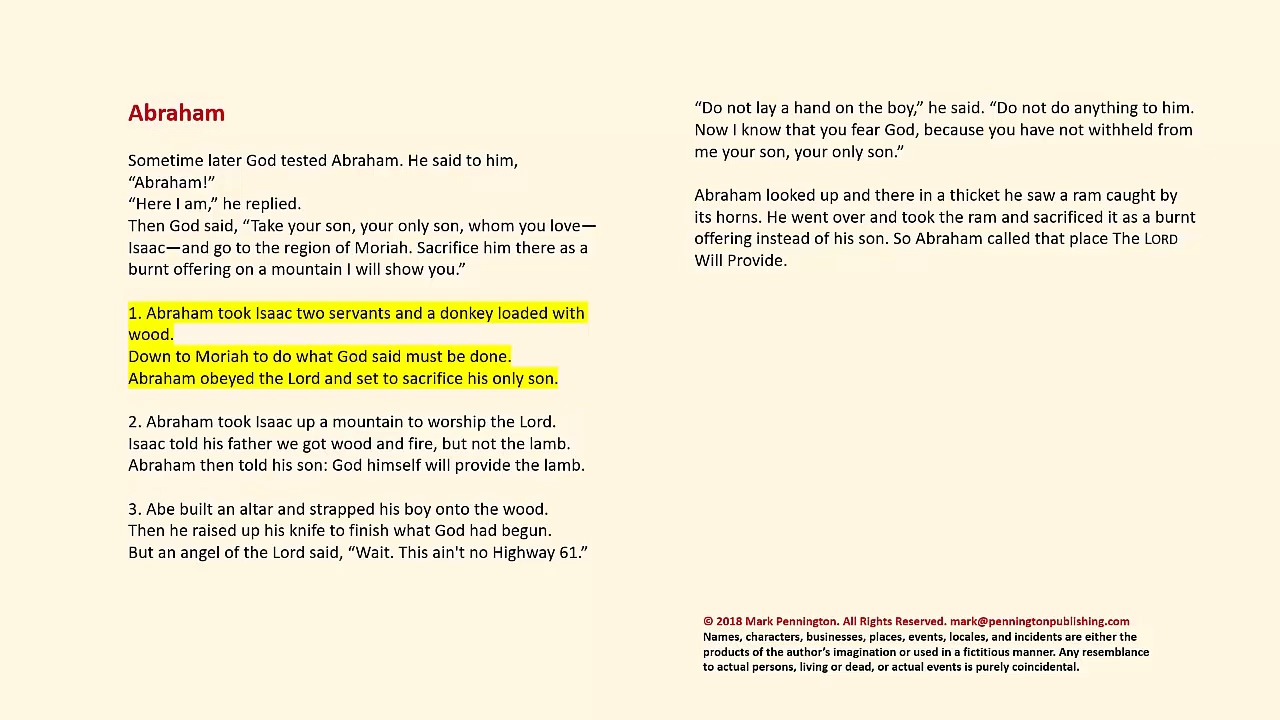 Abraham
Sometime later God tested Abraham. He said to him,
“Abraham!”
“Here I am,” he replied.
Then God said, “Take your son, your only son, whom you love—
Isaac—and go to the region of Moriah. Sacrifice him there as a
burnt offering on a mountain I will show you.”
1. Abraham took Isaac two servants and a donkey loaded with
wood.
Down to Moriah to do what God said must be done.
Abraham obeyed the Lord and set to sacrifice his only son.
2. Abraham took Isaac up a mountain to worship the Lord.
Isaac told his father we got wood and fire, but not the lamb.
Abraham then told his son: God himself will provide the lamb.
3. Abe built an altar and strapped his boy onto the wood.
Then he raised up his knife to finish what God had begun.
But an angel of the Lord said, “Wait. This ain't no Highway 61.”
“Do not lay a hand on the boy,” he said. “Do not do anything to him.
Now I know that you fear God, because you have not withheld from
me your son, your only son.”
Abraham looked up and there in a thicket he saw a ram caught by
its horns. He went over and took the ram and sacrificed it as a burnt
offering instead of his son. So Abraham called that place The LORD
Will Provide.
© 2018 Mark Pennington. All Rights Reserved. mark@penningtonpublishing.com
Names, characters, businesses, places, events, locales, and incidents are either the
products of the author’s imagination or used in a fictitious manner. Any resemblance
to actual persons, living or dead, or actual events is purely coincidental.